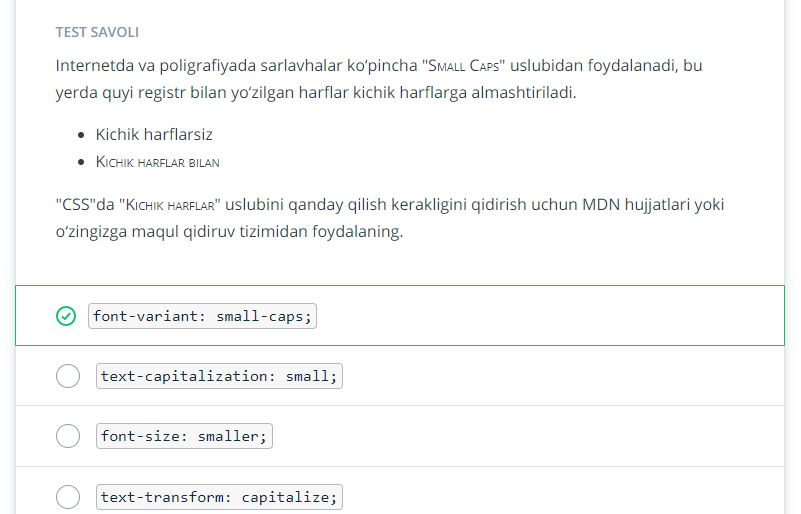 TEST SAVOLI
Internetda va poligrafiyada sarlavhalar ko‘pincha "Small Caps" uslubidan foydalanadi, bu
yerda quyi registr bilan yo‘zilgan harflar kichik harflarga almashtiriladi.
Kichik harflarsiz
Kichik harflar bilan
"CSS"da "Kichik harflar" uslubini qanday qilish kerakligini qidirish uchun MDN hujjatlari yoki
o‘zingizga maqul qidiruv tizimidan foydalaning.
font-variant: small-caps;
text-capitalization: small;
font-size: smaller;
text-transform: capitalize;